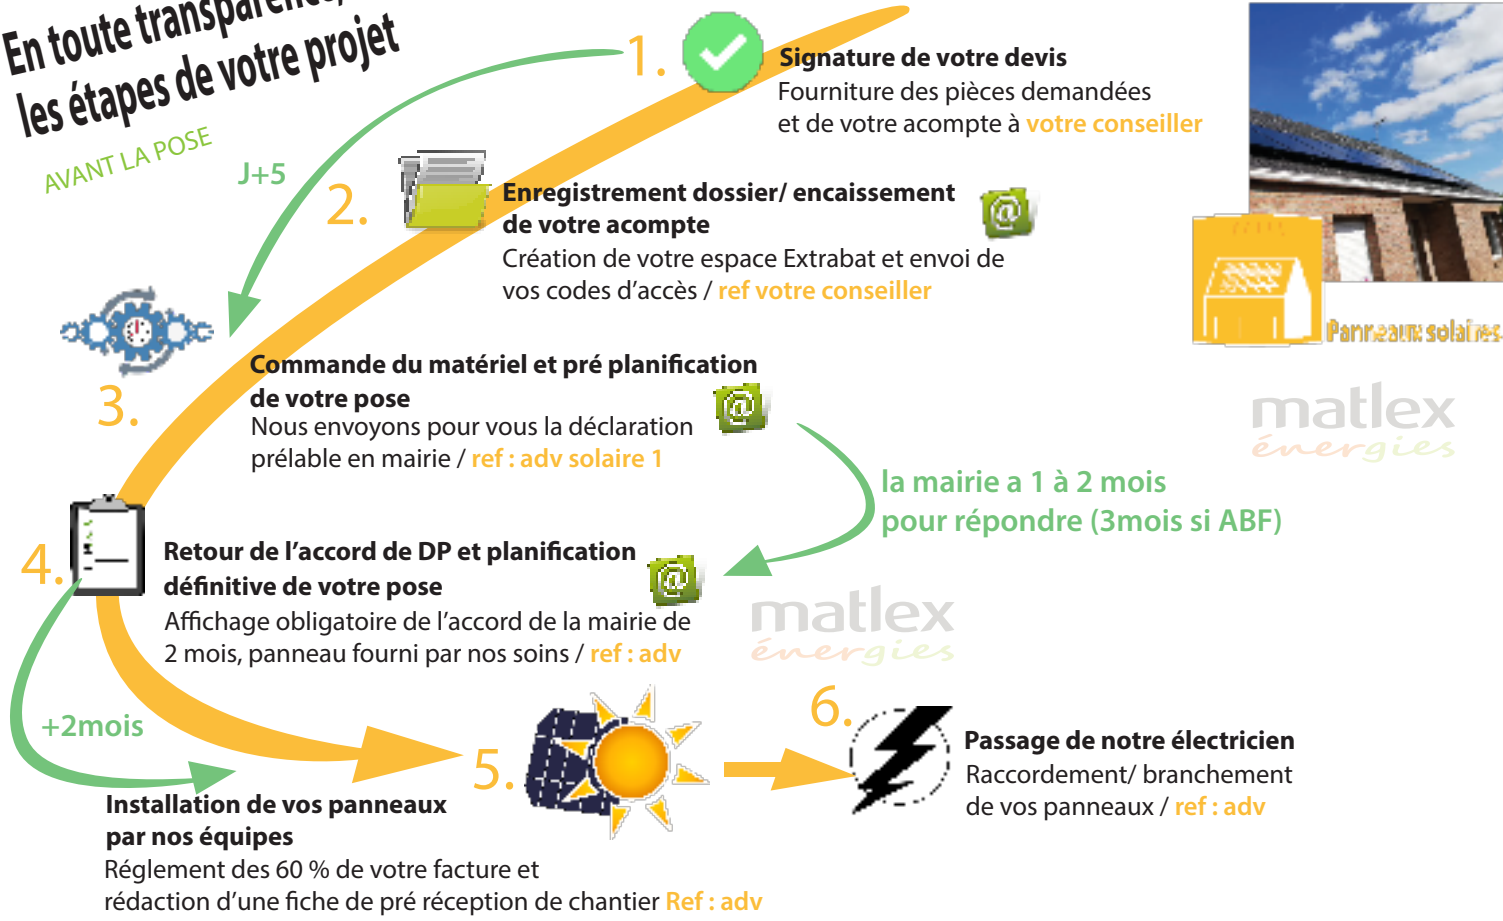 En toute transparence,
les étapes de votre projet
AVANT LA POSE
1.
Signature de votre devis
Fourniture des pièces demandées
et de votre acompte à votre conseiller
J+5
2.
Enregistrement dossier/ encaissement
de votre acompte
Création de votre espace Extrabat et envoi de
vos codes d'accès / ref votre conseiller
Panneaux solaires
3.
Commande du matériel et pré planification
de votre pose
Nous envoyons pour vous la déclaration
prélable en mairie / ref : adv solaire 1
matlex
énergies
la mairie a 1 à 2 mois
pour répondre (3mois si ABF)
4.
Retour de l'accord de DP et planification
définitive de votre pose
Affichage obligatoire de l'accord de la mairie de
2 mois, panneau fourni par nos soins / ref : adv
matlex
énergies
+2mois
5.
Installation de vos panneaux
par nos équipes
Réglement des 60 % de votre facture et
rédaction d'une fiche de pré réception de chantier Ref : adv
6.
Passage de notre électricien
Raccordement/ branchement
de vos panneaux / ref : adv